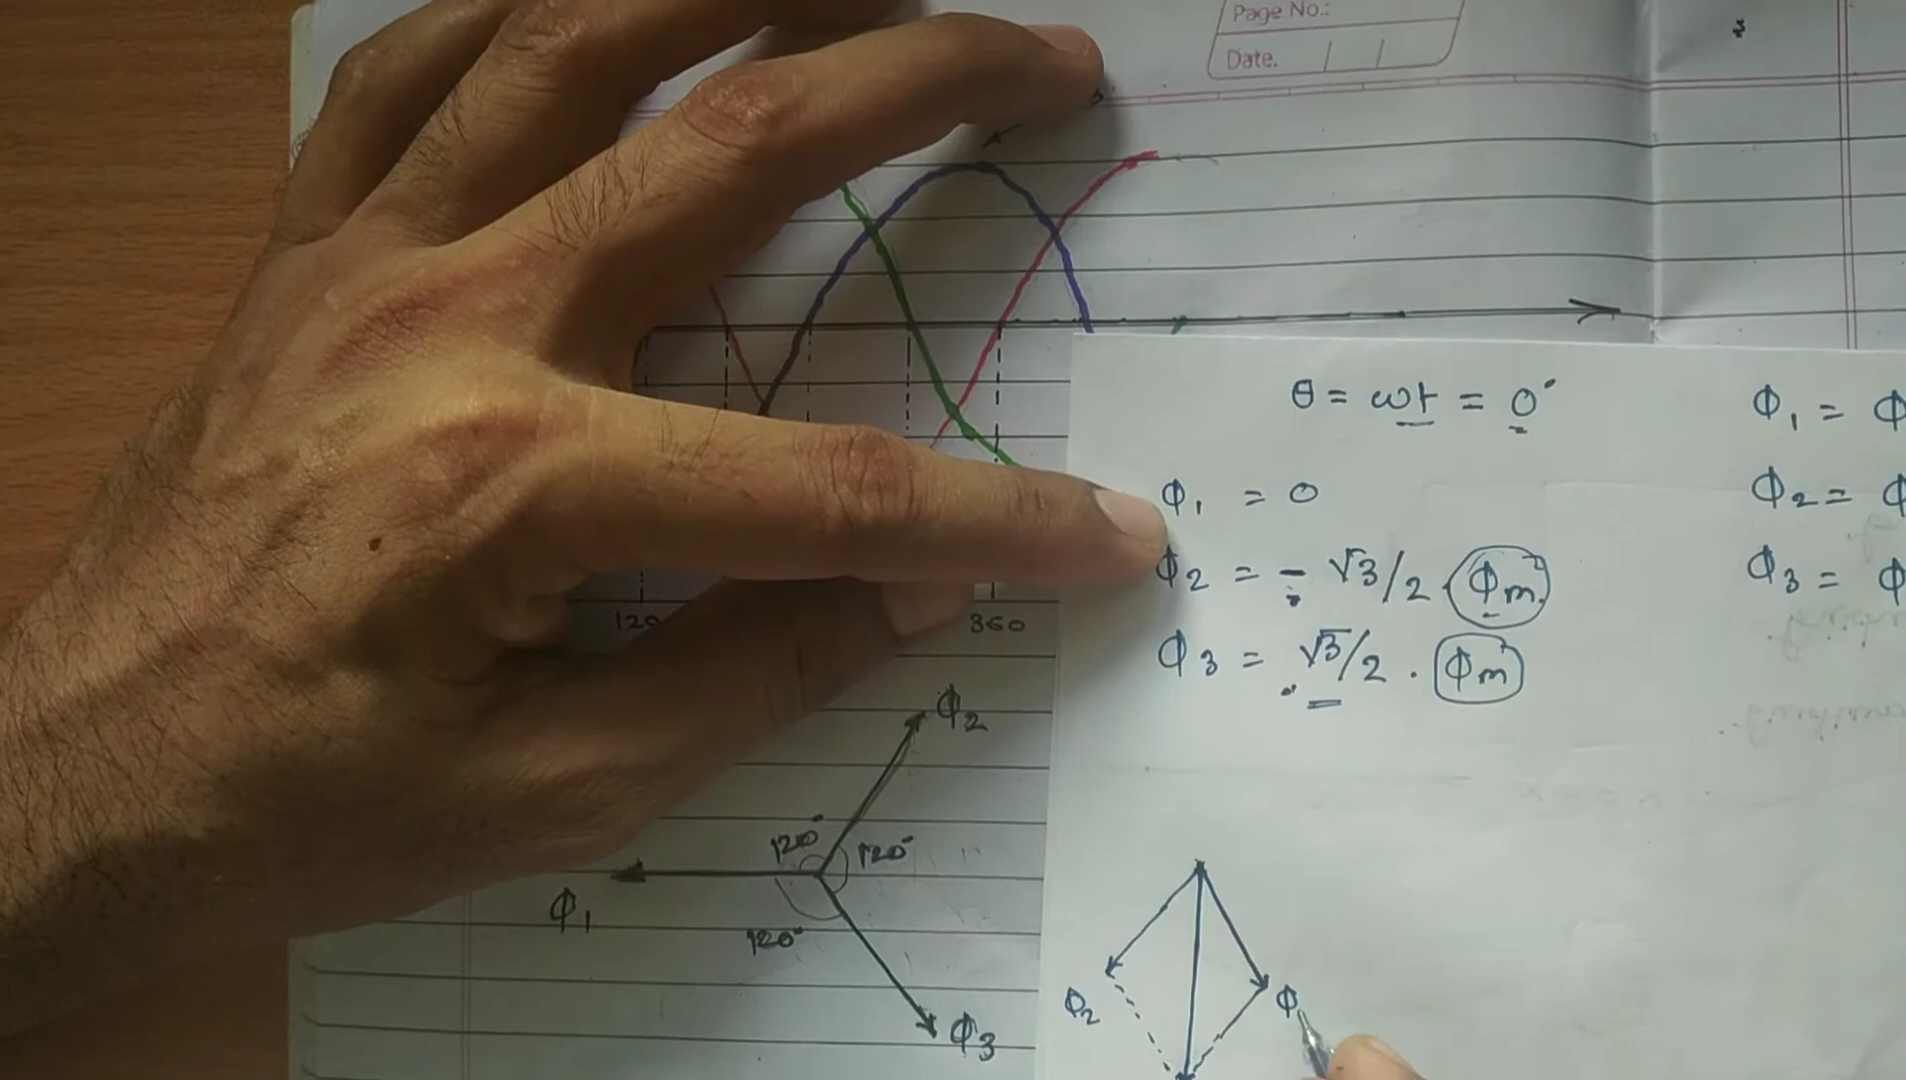 Page No.:
Date.
θ = ωt = 0°
ϕ₁ = 0
ϕ₂ = - √3/2 ϕm
ϕ₃ = √3/2 . ϕm
ϕ₁ = ϕ
ϕ₂ = ϕ
ϕ₃ = ϕ
120
360
ϕ₂
120°
120°
ϕ₁
120°
ϕ₃
ϕ₂
ϕ